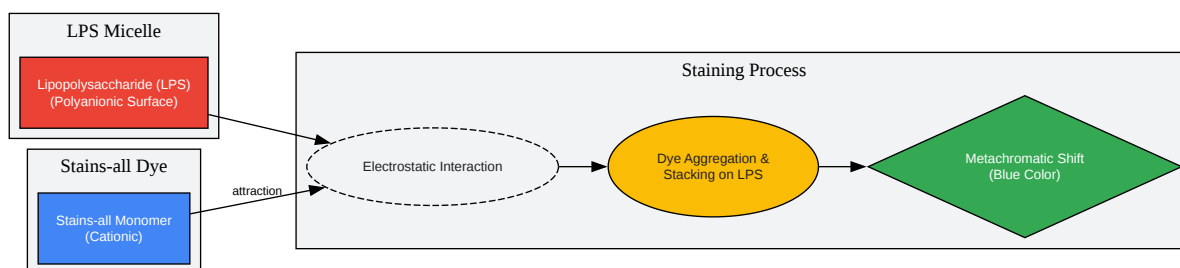 LPS Micelle
Lipopolysaccharide (LPS)
(Polyanionic Surface)
Stains-all Dye
Stains-all Monomer
(Cationic)
attraction
Staining Process
Electrostatic Interaction
Dye Aggregation &
Stacking on LPS
Metachromatic Shift
(Blue Color)